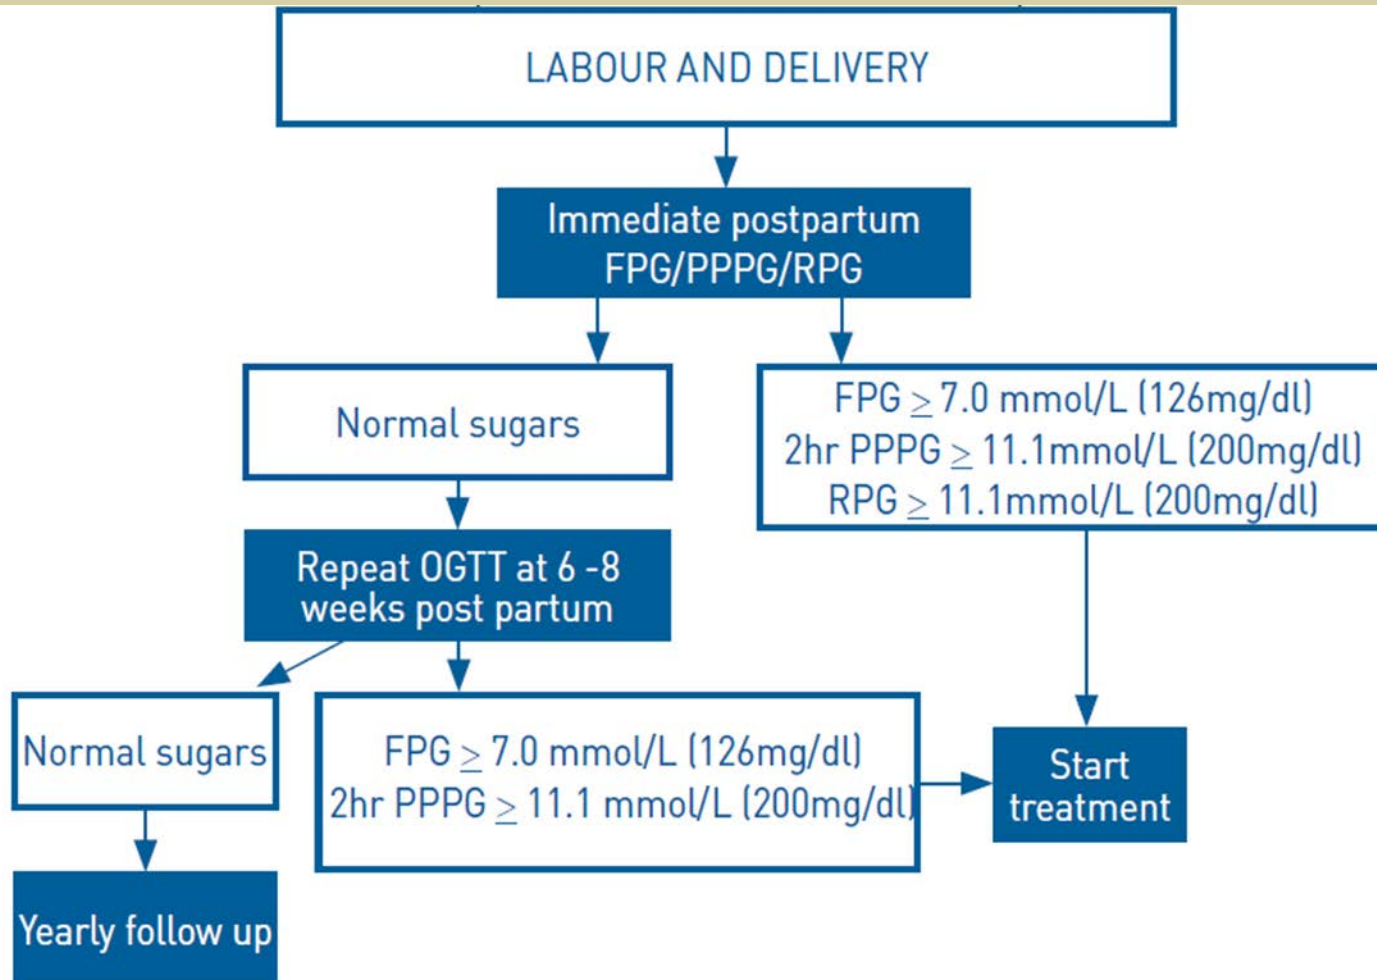 LABOUR AND DELIVERY
Immediate postpartum
FPG/PPPG/RPG
Normal sugars
FPG ≥ 7.0 mmol/L (126mg/dl)
2hr PPPG ≥ 11.1mmol/L (200mg/dl)
RPG ≥ 11.1mmol/L (200mg/dl)
Repeat OGTT at 6 -8
weeks post partum
Normal sugars
FPG ≥ 7.0 mmol/L (126mg/dl)
2hr PPPG ≥ 11.1 mmol/L (200mg/dl)
Start
treatment
Yearly follow up